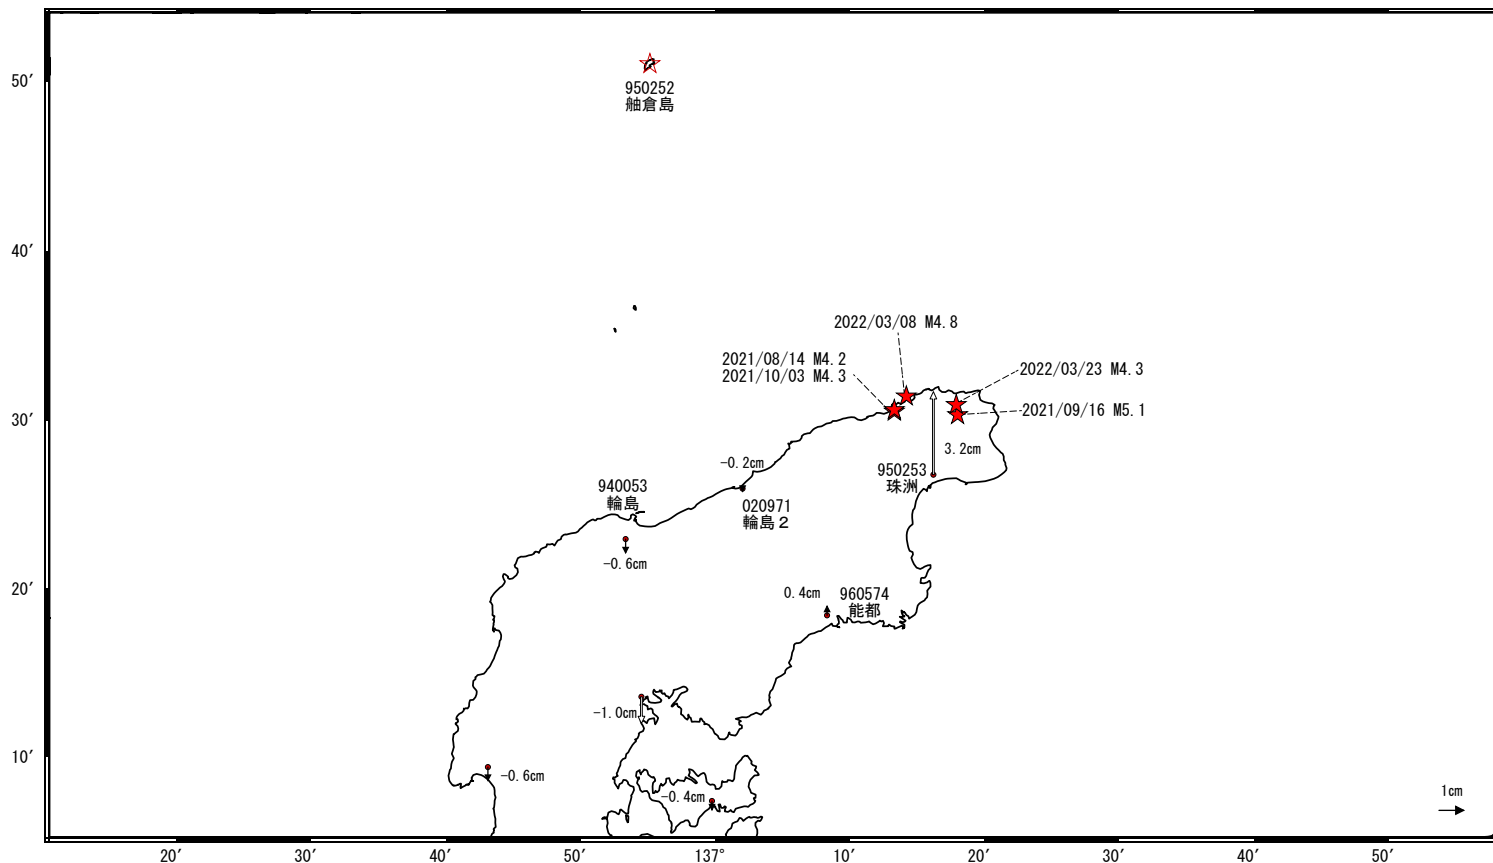 50′
950252
舳倉島
40′
2022/03/08 M4.8
2021/08/14 M4.2
2021/10/03 M4.3
2022/03/23 M4.3
30′
2021/09/16 M5.1
3.2cm
-0.2cm
950253
珠洲
940053
輪島
020971
輪島２
-0.6cm
20′
0.4cm
960574
能都
-1.0cm
10′
-0.6cm
-0.4cm
1cm
20′ 30′ 40′ 50′ 137° 10′ 20′ 30′ 40′ 50′